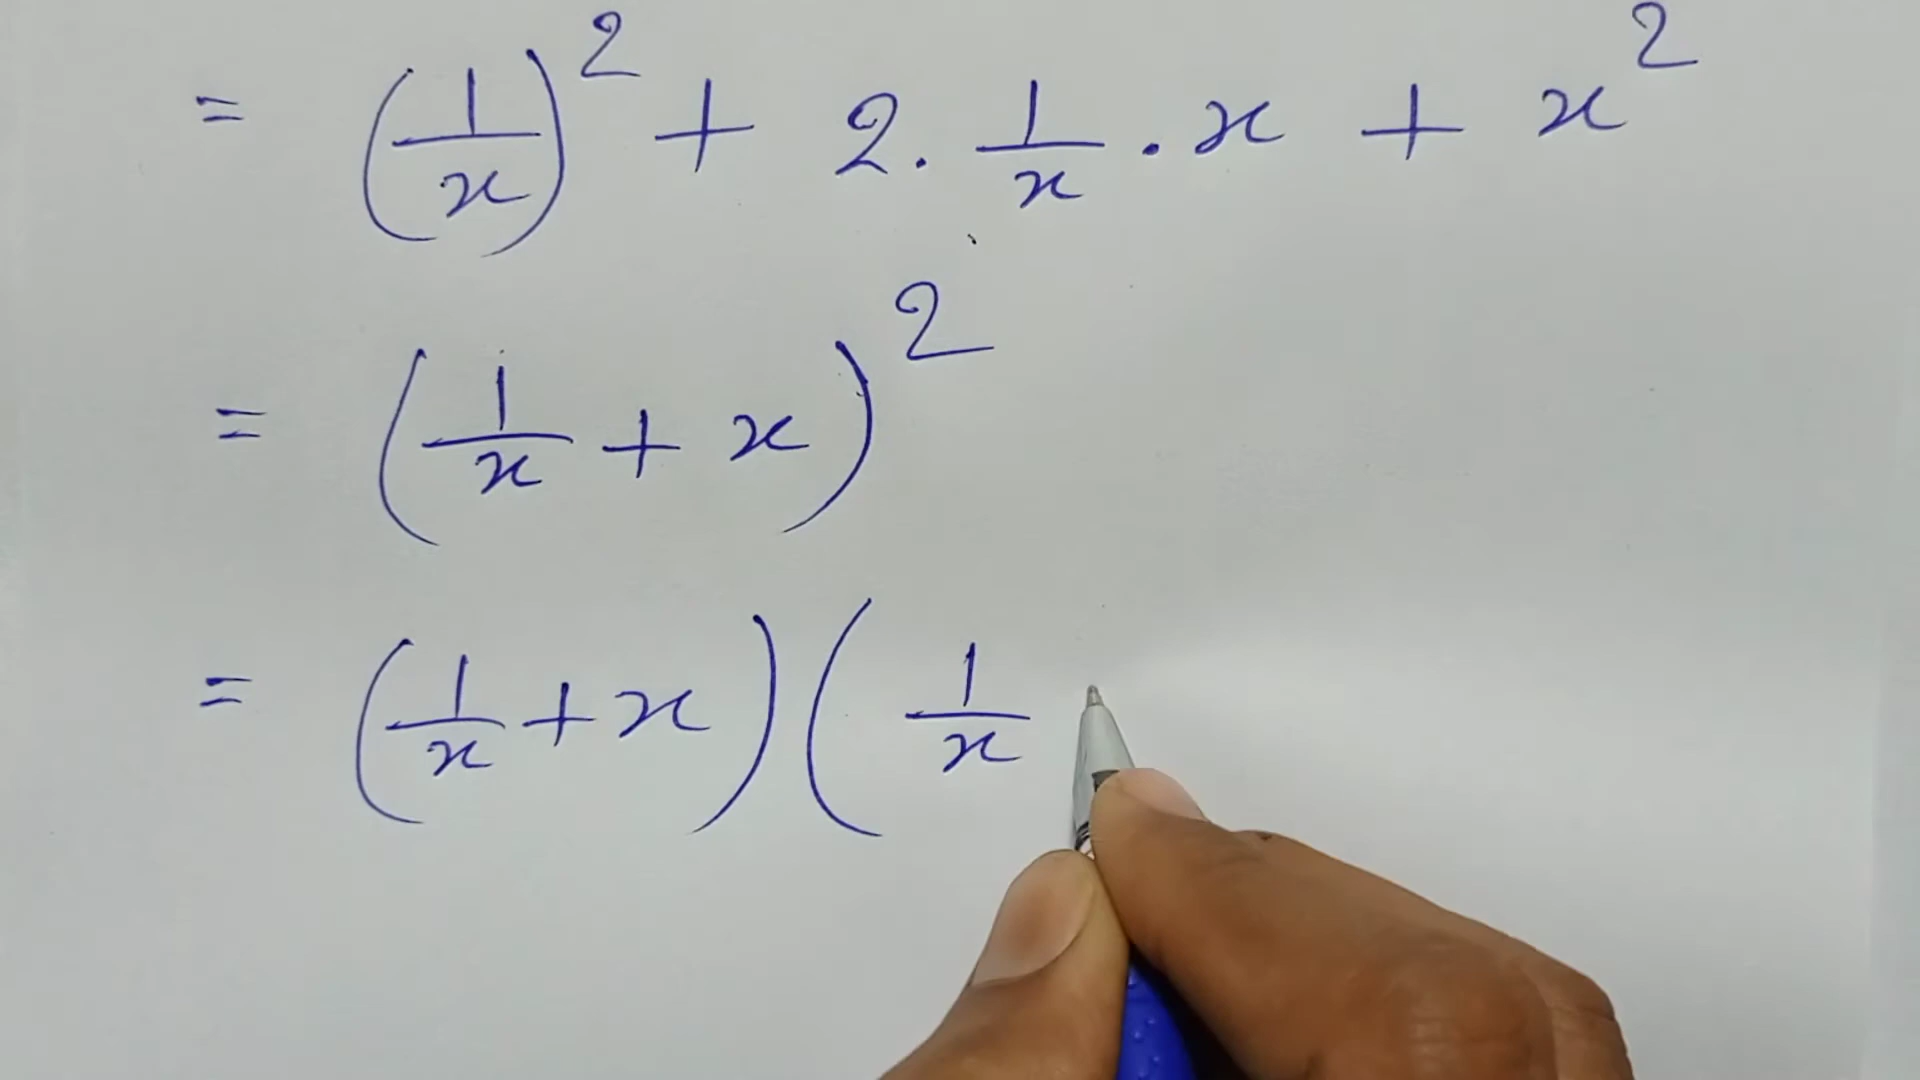 = (1/x)² + 2. 1/x . x + x²
= (1/x + x)²
= (1/x + x)(1/x